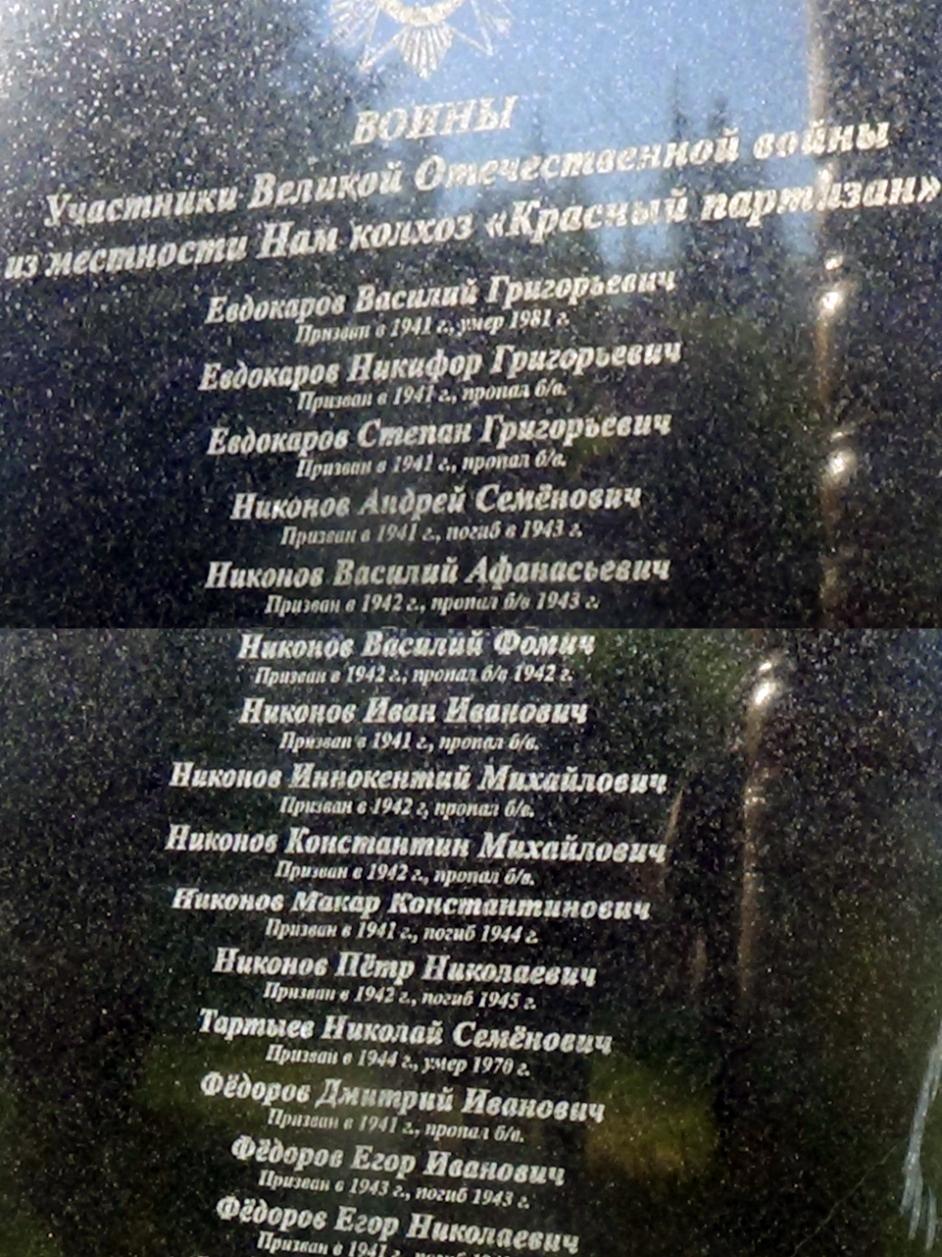 ВОИНЫ
Участники Великой Отечественной войны
из местности Нам колхоз «Красный партизан»
Евдокаров Василий Григорьевич
Призван в 1941 г., умер 1981 г.
Евдокаров Никифор Григорьевич
Призван в 1941 г., пропал б/в.
Евдокаров Степан Григорьевич
Призван в 1941 г., пропал б/в.
Никонов Андрей Семёнович
Призван в 1941 г., погиб в 1943 г.
Никонов Василий Афанасьевич
Призван в 1942 г., пропал б/в 1943 г.
Никонов Василий Фомич
Призван в 1942 г., пропал б/в 1942 г.
Никонов Иван Иванович
Призван в 1941 г., пропал б/в.
Никонов Иннокентий Михайлович
Призван в 1942 г, пропал б/в.
Никонов Константин Михайлович
Призван в 1942 г., пропал б/в.
Никонов Макар Константинович
Призван в 1941 г., погиб 1944 г.
Никонов Пётр Николаевич
Призван в 1942 г., погиб 1945 г.
Тартыев Николай Семёнович
Призван в 1944 г., умер 1970 г.
Фёдоров Дмитрий Иванович
Призван в 1941 г., пропал б/в.
Фёдоров Егор Иванович
Призван в 1943 г., погиб 1943 г.
Фёдоров Егор Николаевич
Призван в 1941 г., погиб